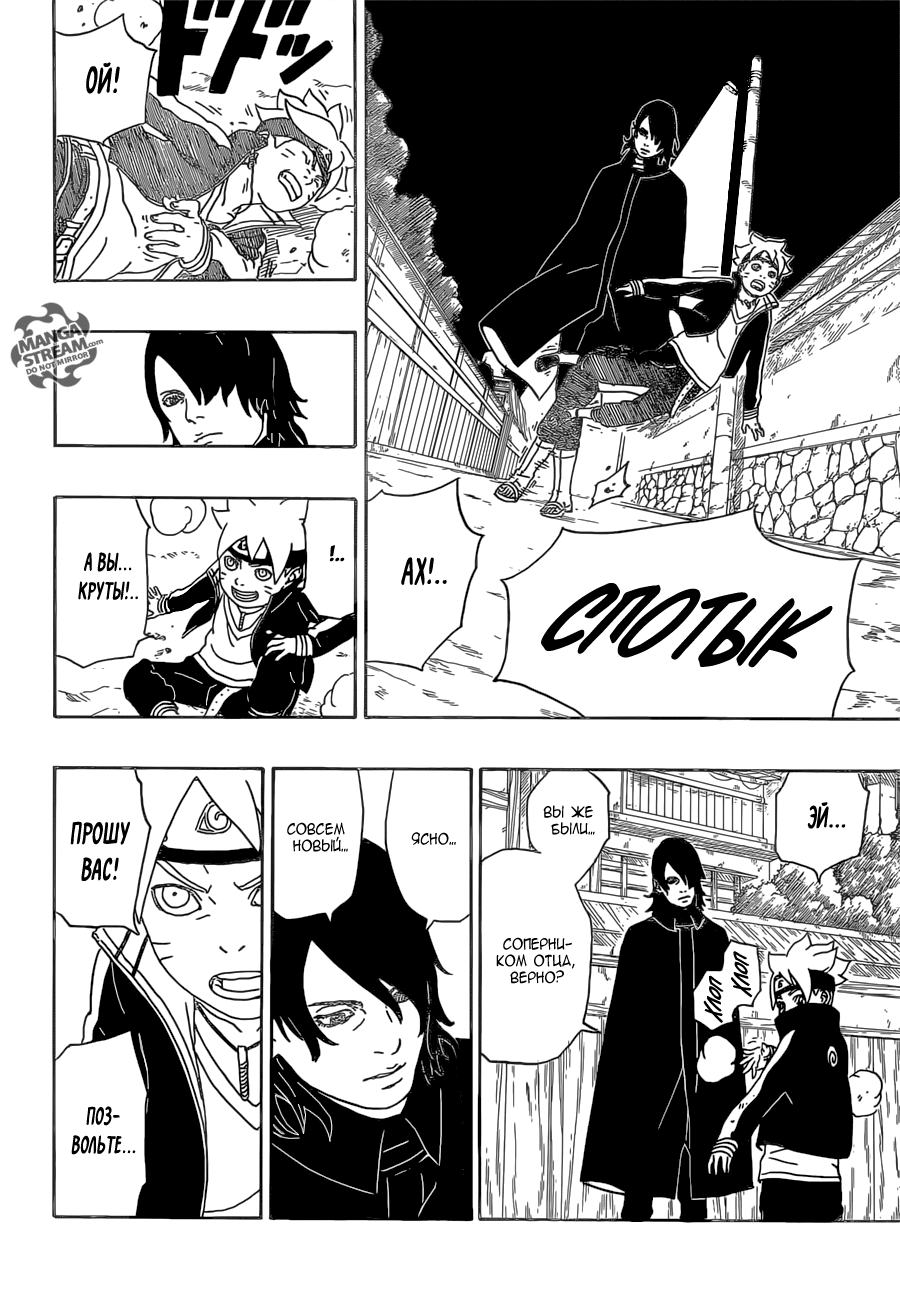 СПОТЫК
АХ!..
ドド
ОЙ!
MANGA
STREAM.com
DO NOT MIRROR!
!..
А ВЫ...
КРУТЫ!..
ЭЙ...
ВЫ ЖЕ
БЫЛИ...
СОПЕРНИ-
КОМ ОТЦА,
ВЕРНО?
ХЛОП
ХЛОП
ЯСНО...
СОВСЕМ
НОВЫЙ...
ПРОШУ
ВАС!
ПОЗ-
ВОЛЬТЕ...